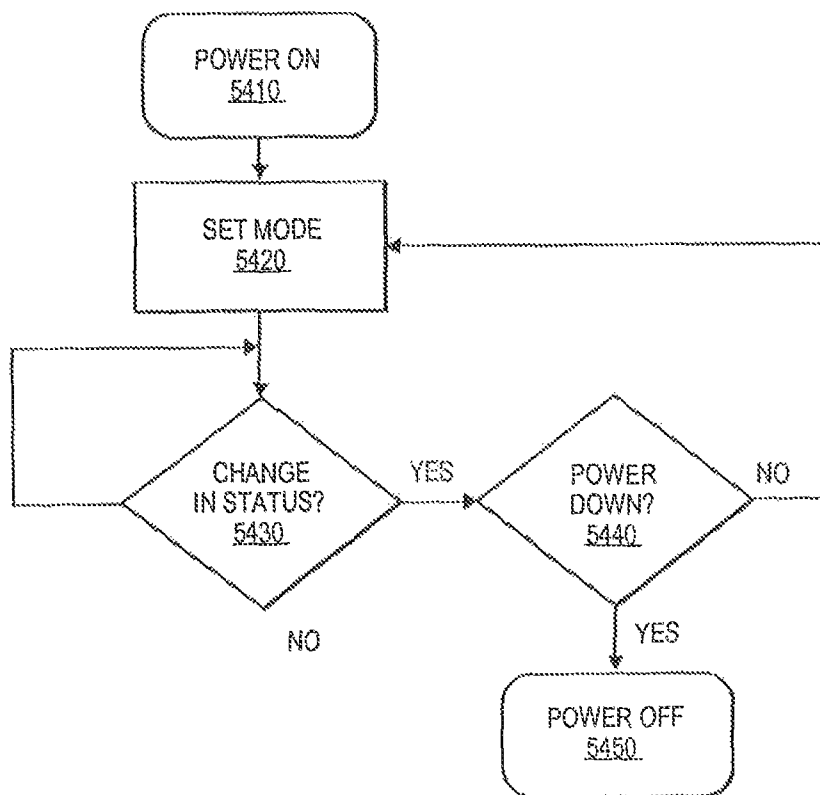 POWER ON
5410
SET MODE
5420
CHANGE
IN STATUS?
5430
YES
NO
POWER
DOWN?
5440
NO
YES
POWER OFF
5450